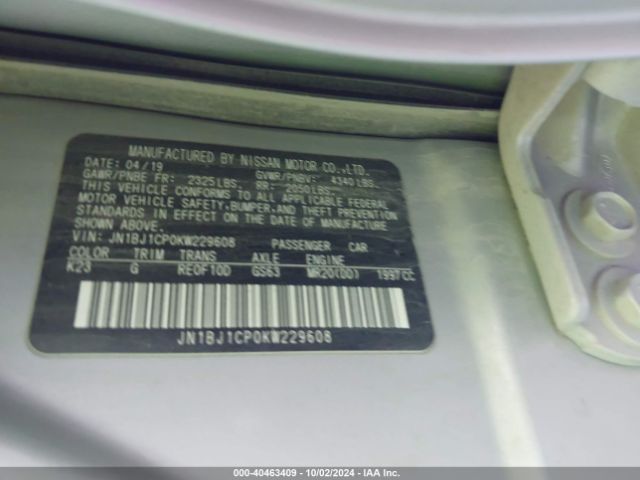 MANUFACTURED BY NISSAN MOTOR CO.,LTD.
DATE: 04/19 GVWR/PNBV: 4340 LBS.
GAWR/PNBE FR: 2325 LBS. RR: 2050 LBS.
THIS VEHICLE CONFORMS TO ALL APPLICABLE FEDERAL
MOTOR VEHICLE SAFETY,BUMPER,AND THEFT PREVENTION
STANDARDS IN EFFECT ON THE DATE OF MANUFACTURE
SHOWN ABOVE.
VIN: JN1BJ1CP0KW229608 PASSENGER CAR
COLOR TRIM TRANS AXLE ENGINE
K23 G RE0F10D GS63 MR20(DD) 1997CC
JN1BJ1CP0KW229608
000-40463409 - 10/02/2024 - IAA Inc.